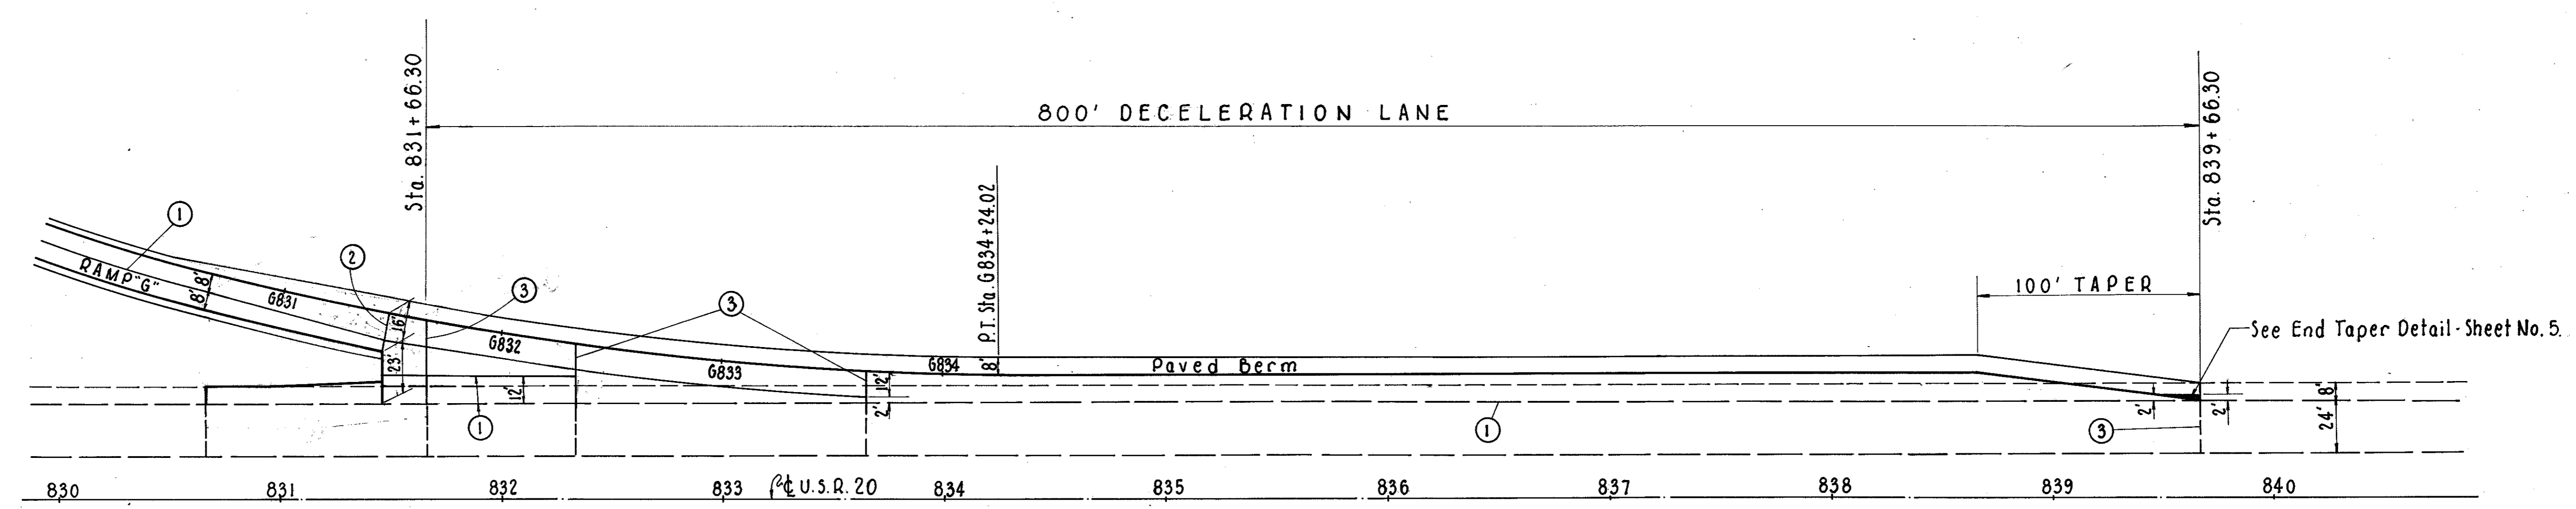 Sta. 831+66.30
800' DECELERATION LANE
Sta. 839+66.30
P.T. Sta. G834+24.02
100' TAPER
See End Taper Detail - Sheet No. 5.
1
2
3
3
RAMP "G"
8'
8'
G831
16'
23'
G832
12'
1
G833
12'
2'
G834
8'
Paved Berm
1
2'
2'
3
8'
24'
830
831
832
833
℄ U.S.R. 20
834
835
836
837
838
839
840